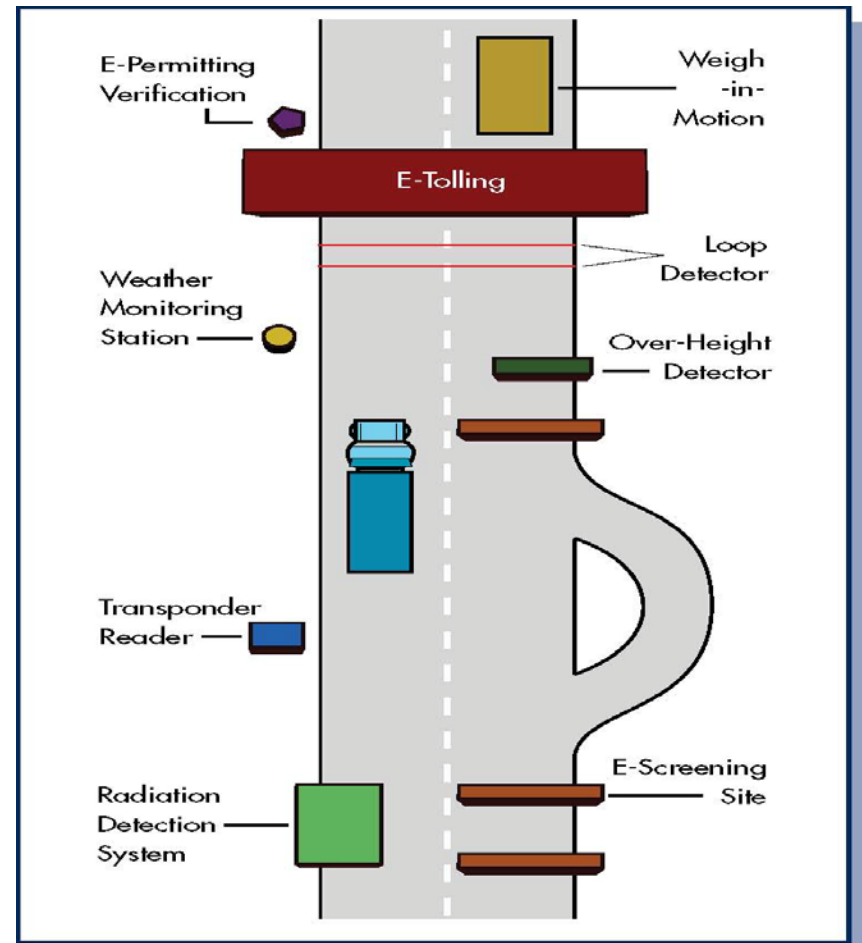 E-Permitting
Verification
Weigh
-in-
Motion
E-Tolling
Loop
Detector
Weather
Monitoring
Station
Over-Height
Detector
Transponder
Reader
E-Screening
Site
Radiation
Detection
System